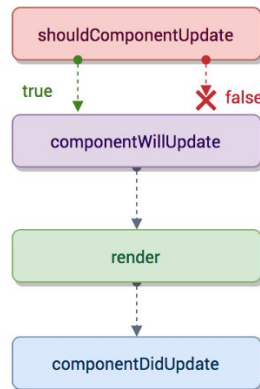 shouldComponentUpdate
true
false
componentWillUpdate
render
componentDidUpdate